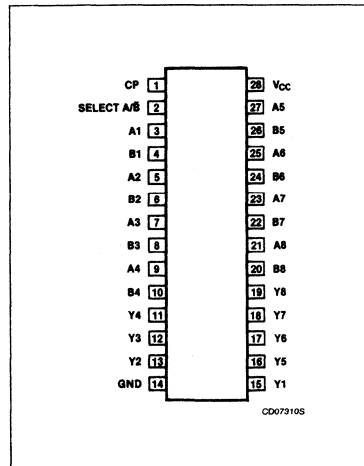 CP 1 28 VCC
SELECT A/B̅ 2 27 A5
A1 3 26 B5
B1 4 25 A6
A2 5 24 B6
B2 6 23 A7
A3 7 22 B7
B3 8 21 A8
A4 9 20 B8
B4 10 19 Y8
Y4 11 18 Y7
Y3 12 17 Y6
Y2 13 16 Y5
GND 14 15 Y1
CD07310S